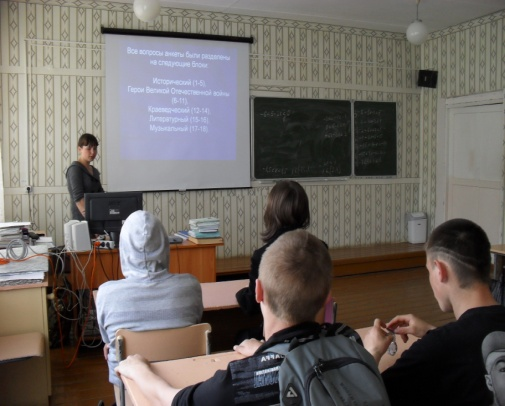 Все вопросы анкеты были разделены
на следующие блоки:
Исторический (1-5).
Герои Великой Отечественной войны
(6-11).
Краеведческий (12-14).
Литературный (15-16).
Музыкальный (17-19).